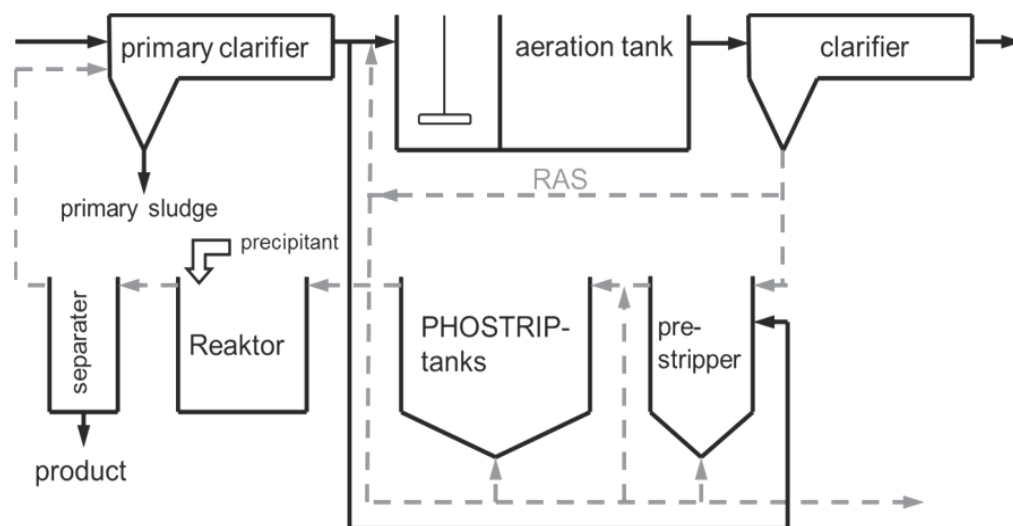 primary clarifier
aeration tank
clarifier
RAS
primary sludge
precipitant
separater
Reaktor
PHOSTRIP-
tanks
pre-
stripper
product